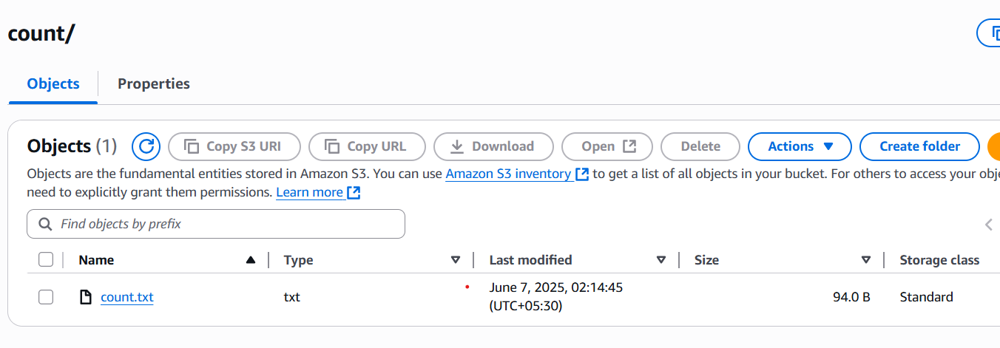 count/
Objects
Properties
Objects (1)
Copy S3 URI
Copy URL
Download
Open
Delete
Actions
Create folder
Objects are the fundamental entities stored in Amazon S3. You can use Amazon S3 inventory to get a list of all objects in your bucket. For others to access your obje
need to explicitly grant them permissions. Learn more
Find objects by prefix
Name
Type
Last modified
Size
Storage class
count.txt
txt
June 7, 2025, 02:14:45
(UTC+05:30)
94.0 B
Standard